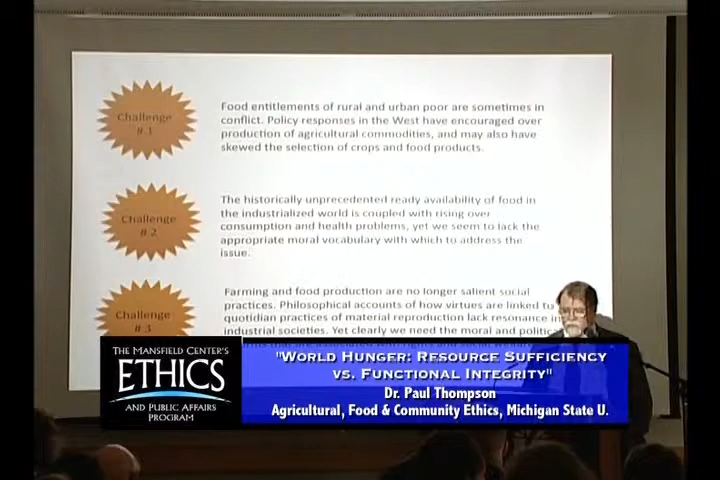 Challenge
# 1
Food entitlements of rural and urban poor are sometimes in
conflict. Policy responses in the West have encouraged over
production of agricultural commodities, and may also have
skewed the selection of crops and food products.
Challenge
# 2
The historically unprecedented ready availability of food in
the industrialized world is coupled with rising over
consumption and health problems, yet we seem to lack the
appropriate moral vocabulary with which to address the
issue.
Challenge
# 3
Farming and food production are no longer salient social
practices. Philosophical accounts of how virtues are linked to
quotidian practices of material reproduction lack resonance in
industrial societies. Yet clearly we need the moral and
THE MANSFIELD CENTER'S
ETHICS
AND PUBLIC AFFAIRS
PROGRAM
"WORLD HUNGER: RESOURCE SUFFICIENCY
VS. FUNCTIONAL INTEGRITY"
Dr. Paul Thompson
Agricultural, Food & Community Ethics, Michigan State U.